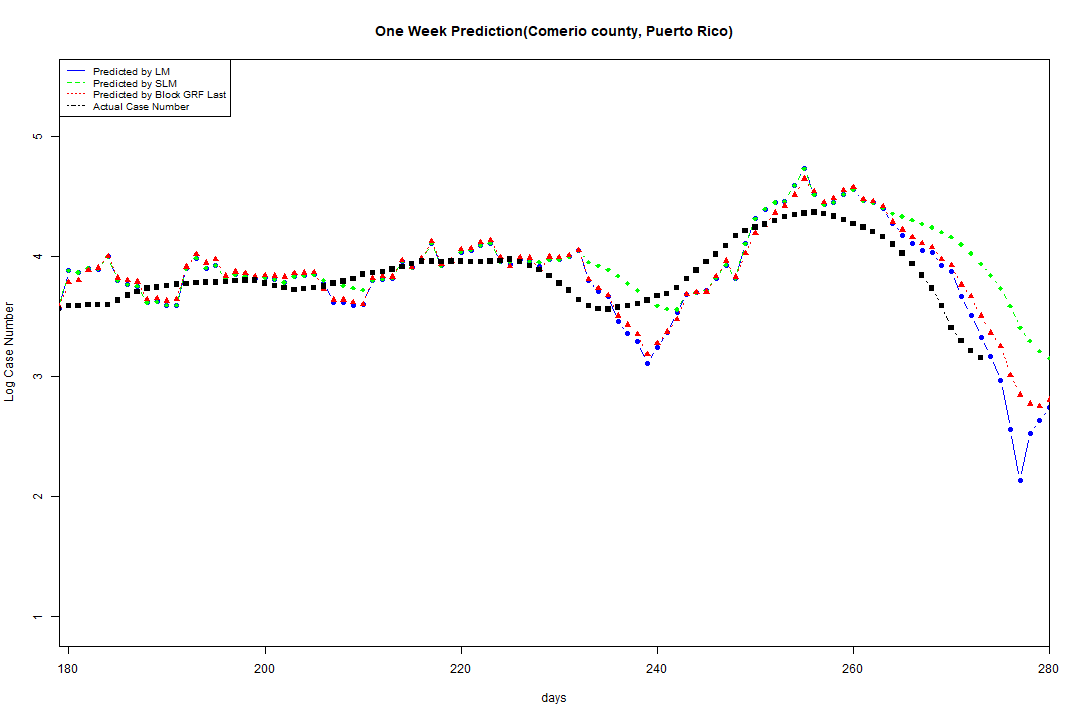 One Week Prediction(Comerio county, Puerto Rico)
Predicted by LM
Predicted by SLM
Predicted by Block GRF Last
Actual Case Number
5
4
3
2
1
Log Case Number
180 200 220 240 260 280
days